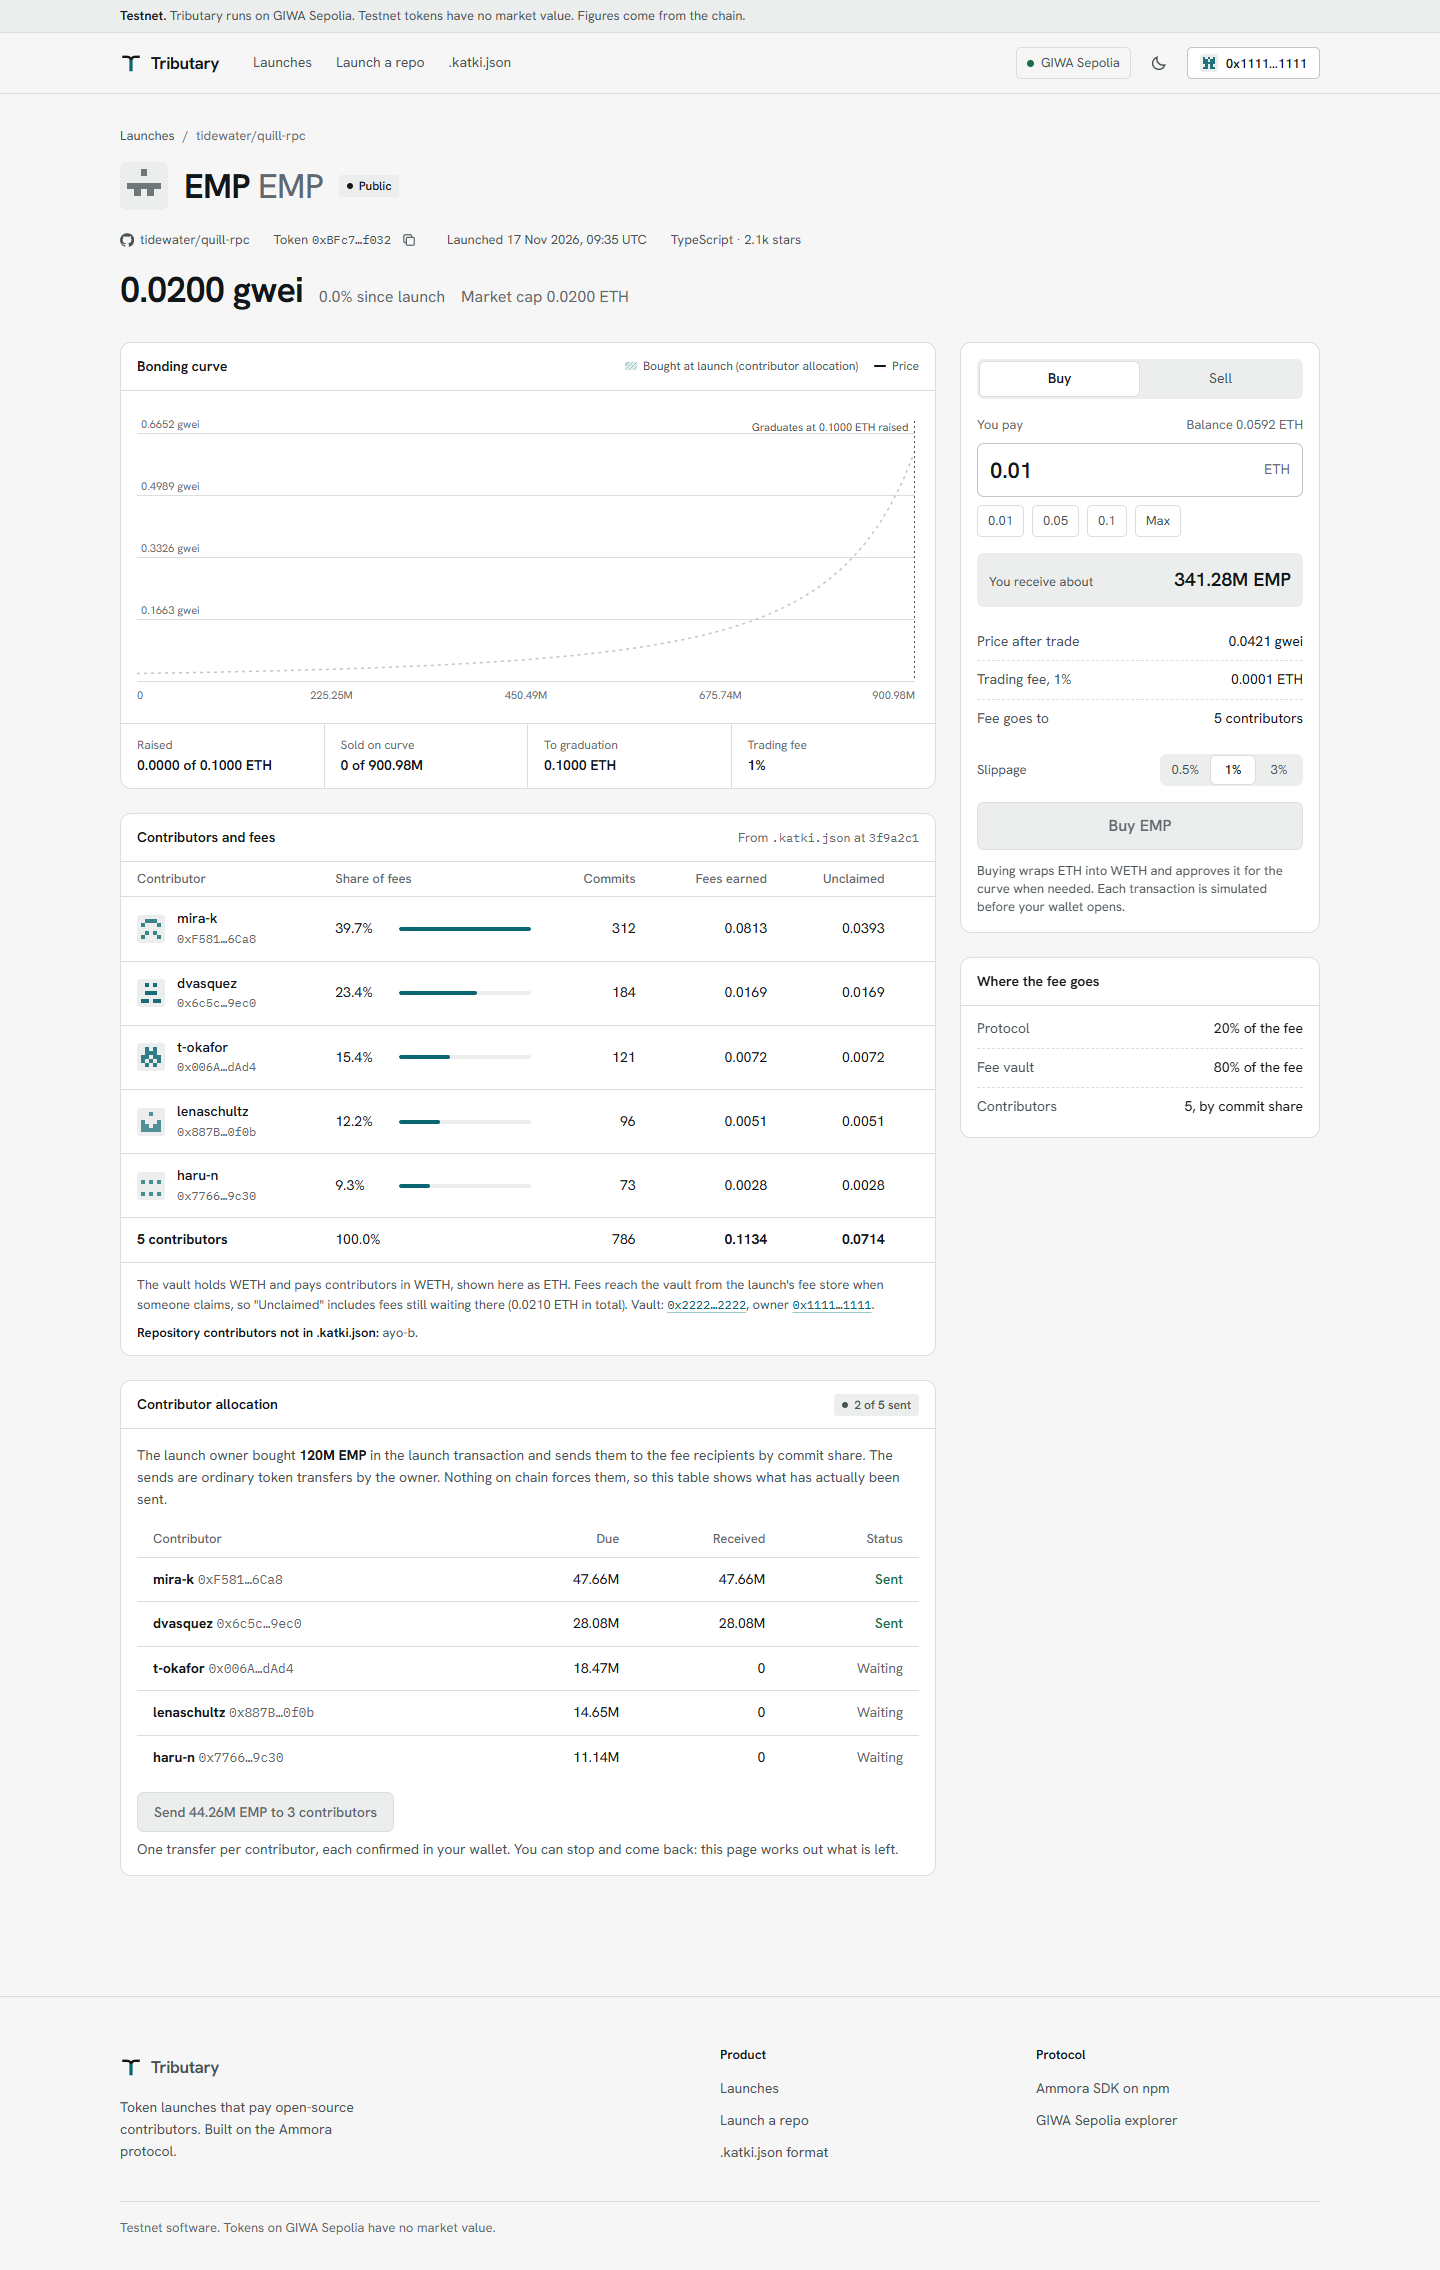 Testnet. Tributary runs on GIWA Sepolia. Testnet tokens have no market value. Figures come from the chain.
Tributary
Launches
Launch a repo
.katki.json
GIWA Sepolia
0x1111…1111
Launches / tidewater/quill-rpc
EMP EMP
Public
tidewater/quill-rpc
Token 0xBFc7…f032
Launched 17 Nov 2026, 09:35 UTC
TypeScript · 2.1k stars
0.0200 gwei
0.0% since launch
Market cap 0.0200 ETH
Bonding curve
Bought at launch (contributor allocation)
Price
0.6652 gwei
Graduates at 0.1000 ETH raised
0.4989 gwei
0.3326 gwei
0.1663 gwei
0
225.25M
450.49M
675.74M
900.98M
Raised
0.0000 of 0.1000 ETH
Sold on curve
0 of 900.98M
To graduation
0.1000 ETH
Trading fee
1%
Buy
Sell
You pay
Balance 0.0592 ETH
0.01
ETH
0.01
0.05
0.1
Max
You receive about
341.28M EMP
Price after trade
0.0421 gwei
Trading fee, 1%
0.0001 ETH
Fee goes to
5 contributors
Slippage
0.5%
1%
3%
Buy EMP
Buying wraps ETH into WETH and approves it for the
curve when needed. Each transaction is simulated
before your wallet opens.
Where the fee goes
Protocol
20% of the fee
Fee vault
80% of the fee
Contributors
5, by commit share
Contributors and fees
From .katki.json at 3f9a2c1
Contributor
Share of fees
Commits
Fees earned
Unclaimed
mira-k
0xF581…6Ca8
39.7%
312
0.0813
0.0393
dvasquez
0x6c5c…9ec0
23.4%
184
0.0169
0.0169
t-okafor
0x006A…dAd4
15.4%
121
0.0072
0.0072
lenaschultz
0x887B…0f0b
12.2%
96
0.0051
0.0051
haru-n
0x7766…9c30
9.3%
73
0.0028
0.0028
5 contributors
100.0%
786
0.1134
0.0714
The vault holds WETH and pays contributors in WETH, shown here as ETH. Fees reach the vault from the launch's fee store when
someone claims, so "Unclaimed" includes fees still waiting there (0.0210 ETH in total). Vault: 0x2222…2222, owner 0x1111…1111.
Repository contributors not in .katki.json: ayo-b.
Contributor allocation
2 of 5 sent
The launch owner bought 120M EMP in the launch transaction and sends them to the fee recipients by commit share. The
sends are ordinary token transfers by the owner. Nothing on chain forces them, so this table shows what has actually been
sent.
Contributor
Due
Received
Status
mira-k 0xF581…6Ca8
47.66M
47.66M
Sent
dvasquez 0x6c5c…9ec0
28.08M
28.08M
Sent
t-okafor 0x006A…dAd4
18.47M
0
Waiting
lenaschultz 0x887B…0f0b
14.65M
0
Waiting
haru-n 0x7766…9c30
11.14M
0
Waiting
Send 44.26M EMP to 3 contributors
One transfer per contributor, each confirmed in your wallet. You can stop and come back: this page works out what is left.
Tributary
Token launches that pay open-source
contributors. Built on the Ammora
protocol.
Product
Launches
Launch a repo
.katki.json format
Protocol
Ammora SDK on npm
GIWA Sepolia explorer
Testnet software. Tokens on GIWA Sepolia have no market value.